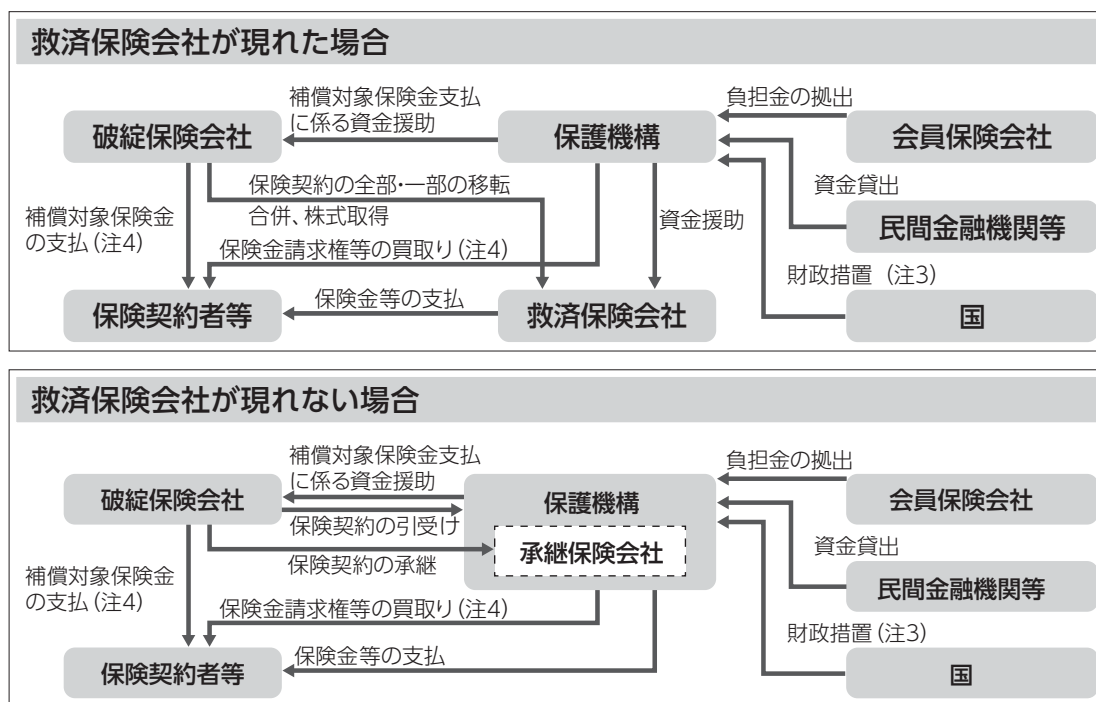 救済保険会社が現れた場合
補償対象保険金支払
に係る資金援助
負担金の拠出
破綻保険会社
保護機構
会員保険会社
保険契約の全部・一部の移転
合併、株式取得
資金貸出
補償対象保険金
の支払（注4）
資金援助
民間金融機関等
保険金請求権等の買取り（注4）
財政措置（注3）
保険契約者等
保険金等の支払
救済保険会社
国
救済保険会社が現れない場合
補償対象保険金支払
に係る資金援助
負担金の拠出
破綻保険会社
保護機構
会員保険会社
保険契約の引受け
承継保険会社
資金貸出
保険契約の承継
補償対象保険金
の支払（注4）
民間金融機関等
保険金請求権等の買取り（注4）
財政措置（注3）
保険金等の支払
保険契約者等
国